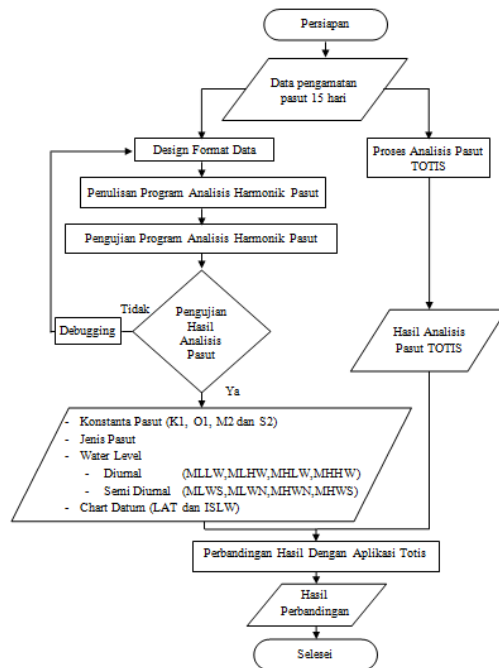 Persiapan
Data pengamatan
pasut 15 hari
Design Format Data
Proses Analisis Pasut
TOTIS
Penulisan Program Analisis Harmonik Pasut
Pengujian Program Analisis Harmonik Pasut
Tidak
Pengujian
Hasil
Analisis
Pasut
Debugging
Hasil Analisis
Pasut TOTIS
Ya
- Konstanta Pasut (K1, O1, M2 dan S2)
- Jenis Pasut
- Water Level
- Diurnal (MLLW,MLHW,MHLW,MHHW)
- Semi Diurnal (MLWS,MLWN,MHWN,MHWS)
- Chart Datum (LAT dan ISLW)
Perbandingan Hasil Dengan Aplikasi Totis
Hasil
Perbandingan
Selesei